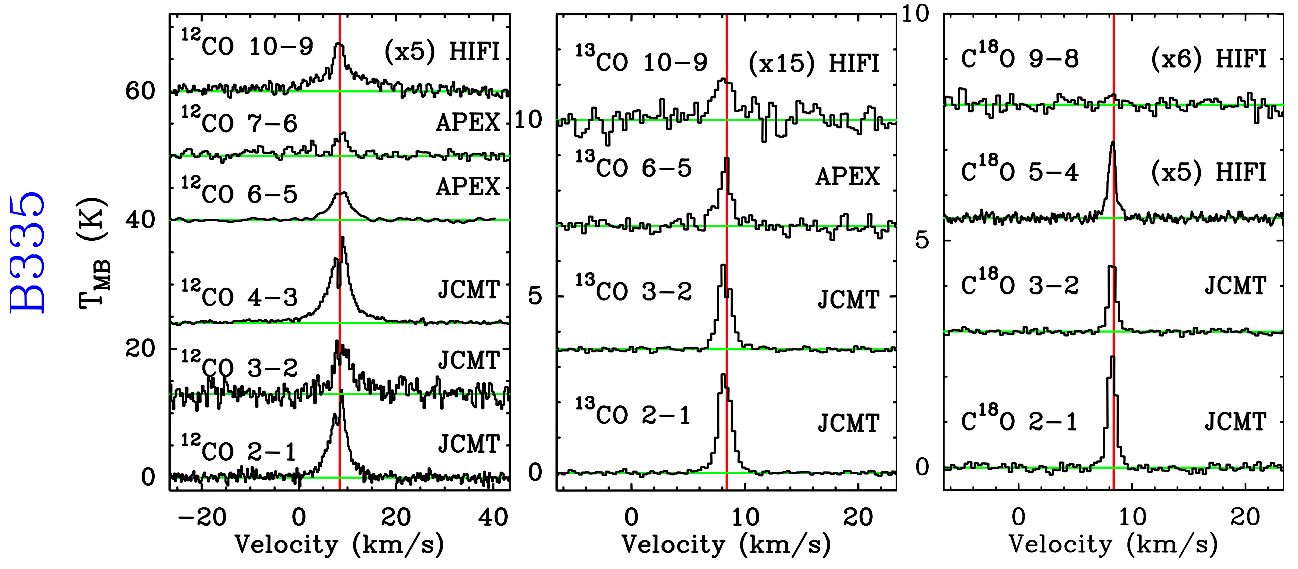 B335
T_MB (K)
60
40
20
0
¹²CO 10−9 (x5) HIFI
¹²CO 7−6 APEX
¹²CO 6−5 APEX
¹²CO 4−3 JCMT
¹²CO 3−2 JCMT
¹²CO 2−1 JCMT
−20 0 20 40
Velocity (km/s)
10
5
0
¹³CO 10−9 (x15) HIFI
¹³CO 6−5 APEX
¹³CO 3−2 JCMT
¹³CO 2−1 JCMT
0 10 20
Velocity (km/s)
10
5
0
C¹⁸O 9−8 (x6) HIFI
C¹⁸O 5−4 (x5) HIFI
C¹⁸O 3−2 JCMT
C¹⁸O 2−1 JCMT
0 10 20
Velocity (km/s)